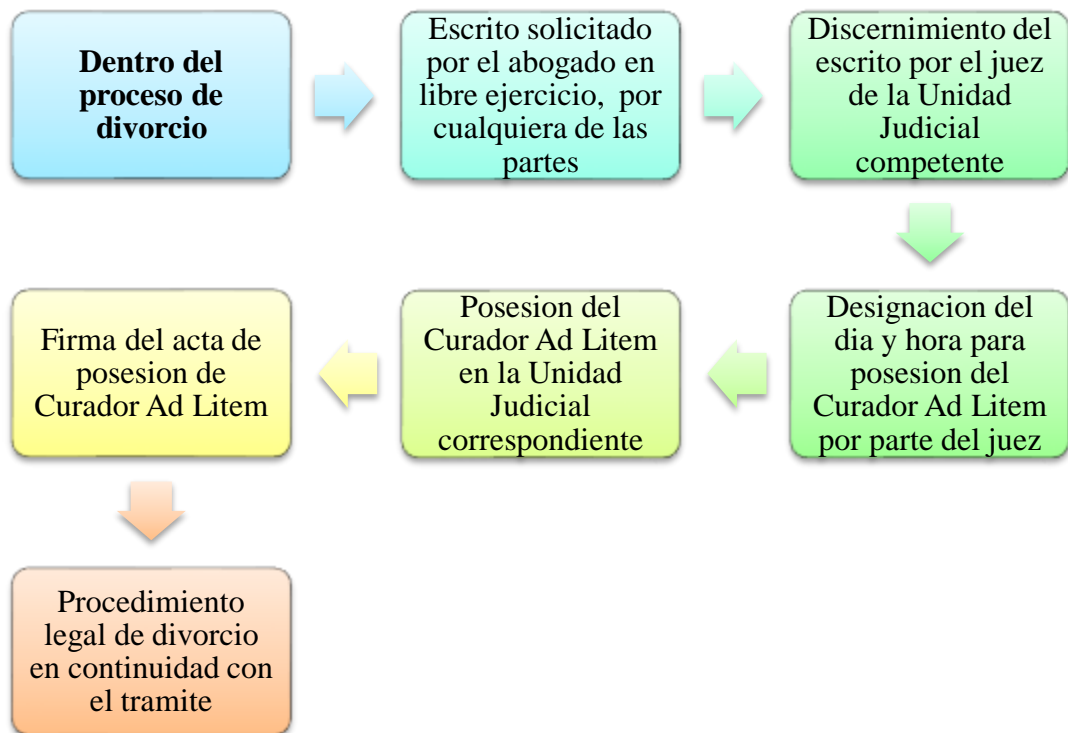 Dentro del
proceso de
divorcio
Escrito solicitado
por el abogado en
libre ejercicio, por
cualquiera de las
partes
Discernimiento del
escrito por el juez
de la Unidad
Judicial
competente
Designacion del
dia y hora para
posesion del
Curador Ad Litem
por parte del juez
Posesion del
Curador Ad Litem
en la Unidad
Judicial
correspondiente
Firma del acta de
posesion de
Curador Ad Litem
Procedimiento
legal de divorcio
en continuidad con
el tramite